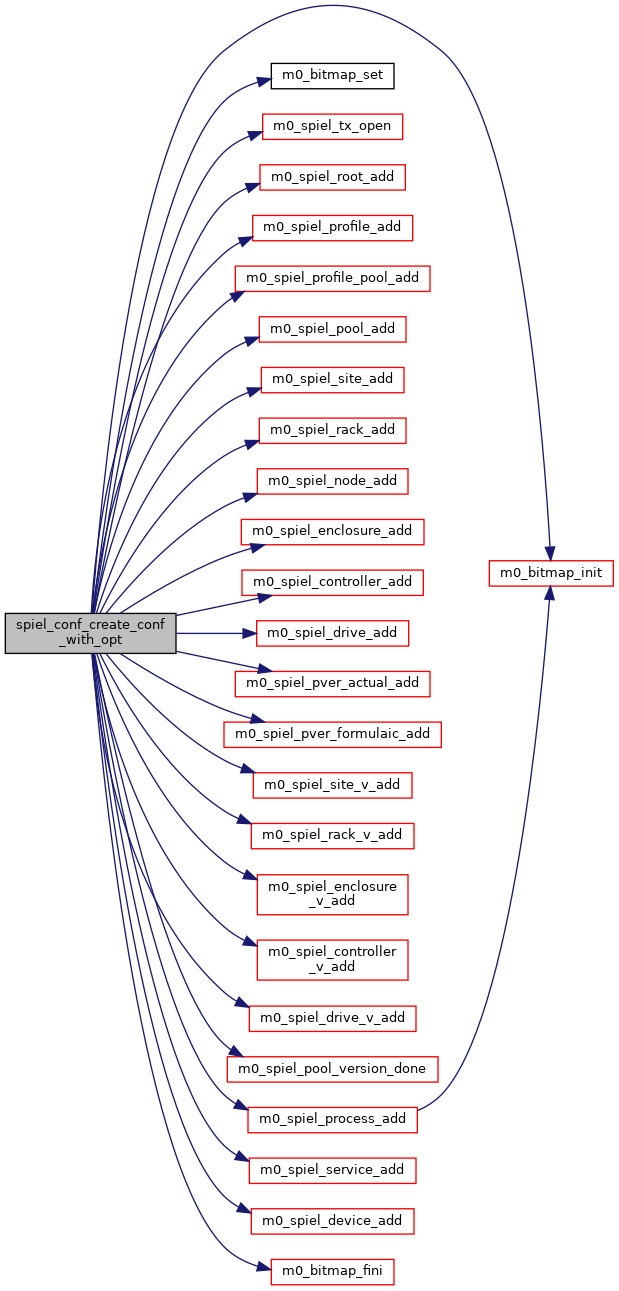 m0_bitmap_set
m0_spiel_tx_open
m0_spiel_root_add
m0_spiel_profile_add
m0_spiel_profile_pool_add
m0_spiel_pool_add
m0_spiel_site_add
m0_spiel_rack_add
m0_spiel_node_add
m0_spiel_enclosure_add
m0_bitmap_init
m0_spiel_controller_add
spiel_conf_create_conf
_with_opt
m0_spiel_drive_add
m0_spiel_pver_actual_add
m0_spiel_pver_formulaic_add
m0_spiel_site_v_add
m0_spiel_rack_v_add
m0_spiel_enclosure
_v_add
m0_spiel_controller
_v_add
m0_spiel_drive_v_add
m0_spiel_pool_version_done
m0_spiel_process_add
m0_spiel_service_add
m0_spiel_device_add
m0_bitmap_fini